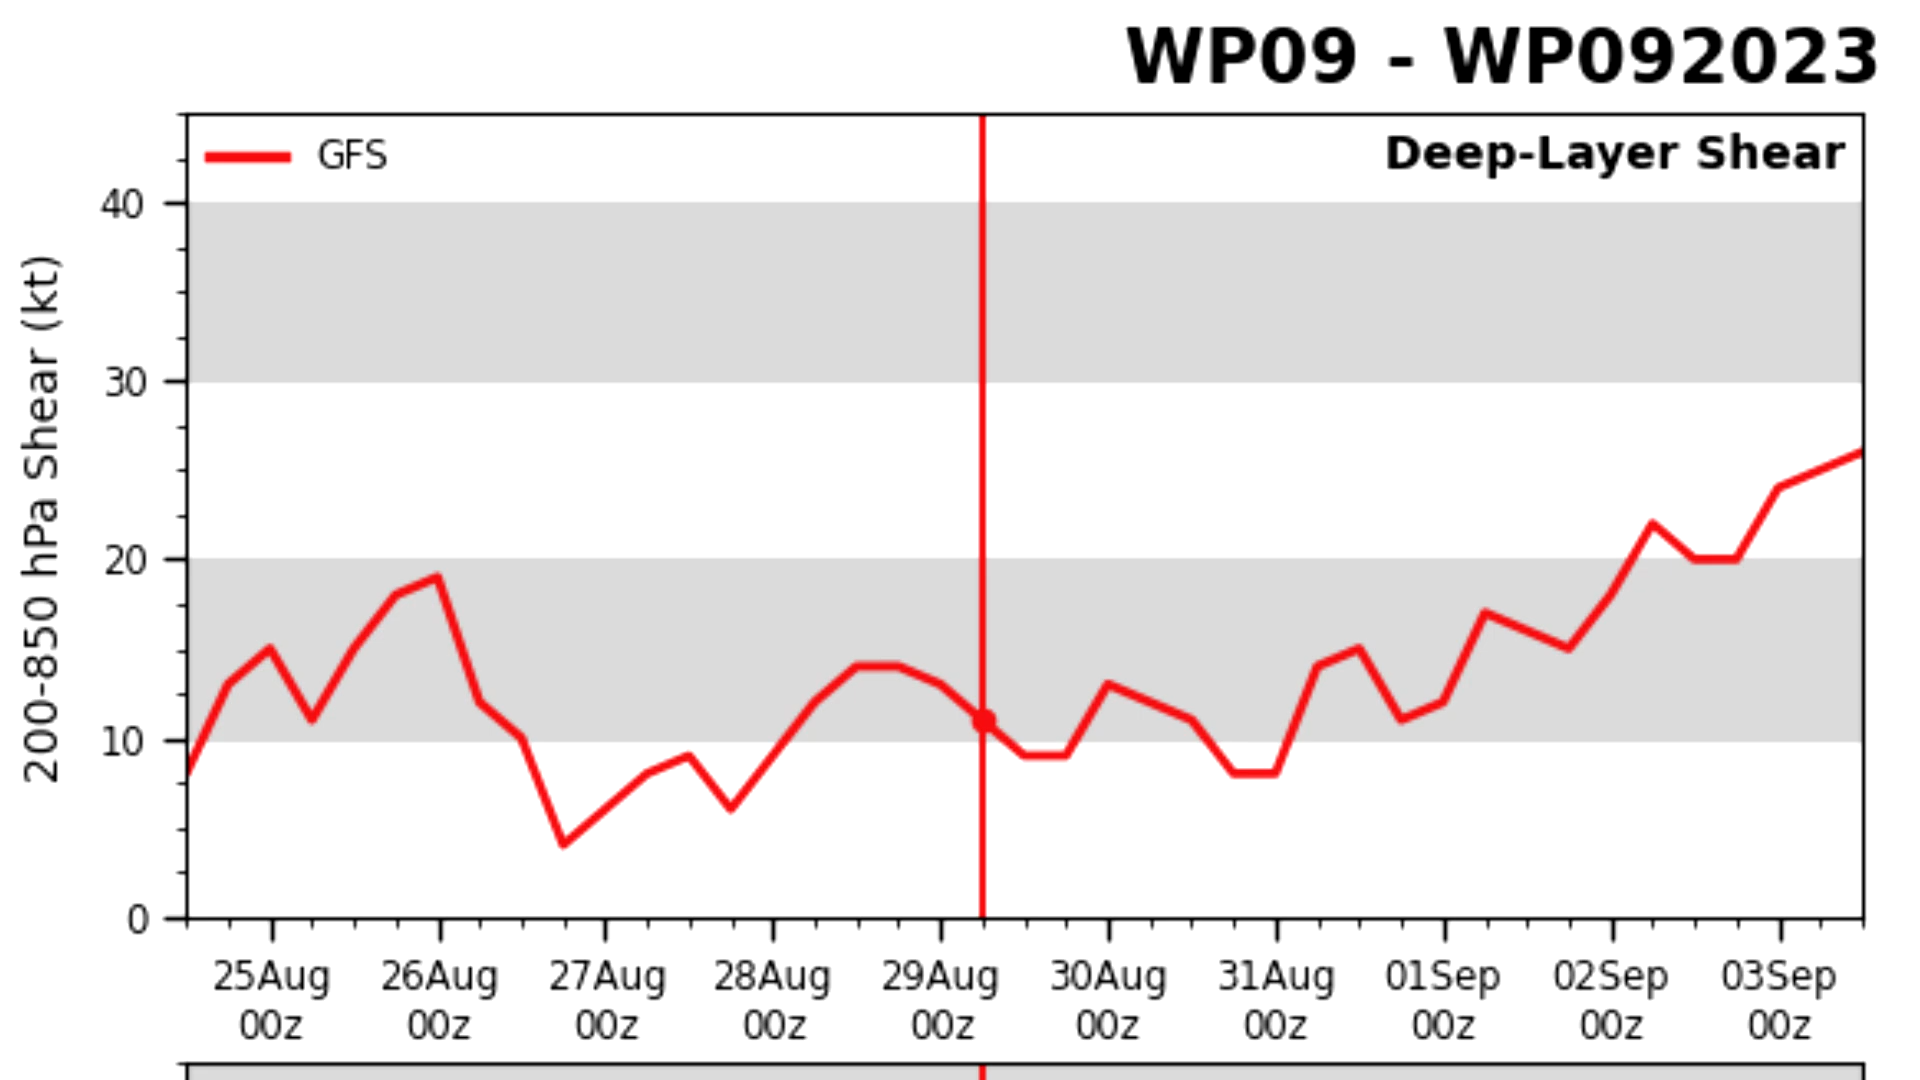 WP09 - WP092023
GFS
Deep-Layer Shear
200-850 hPa Shear (kt)
40
30
20
10
0
25Aug 26Aug 27Aug 28Aug 29Aug 30Aug 31Aug 01Sep 02Sep 03Sep
00z 00z 00z 00z 00z 00z 00z 00z 00z 00z